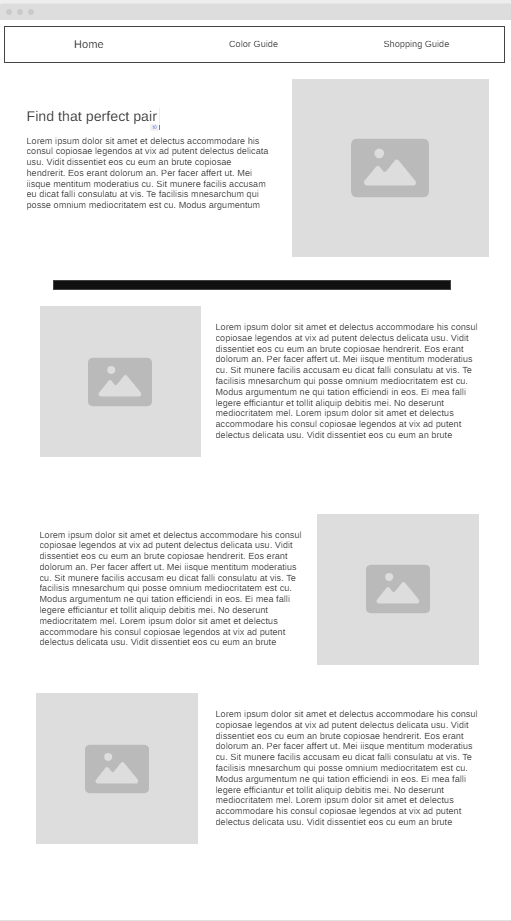 Home
Color Guide
Shopping Guide
Find that perfect pair
Lorem ipsum dolor sit amet et delectus accommodare his
consul copiosae legendos at vix ad putent delectus delicata
usu. Vidit dissentiet eos cu eum an brute copiosae
hendrerit. Eos erant dolorum an. Per facer affert ut. Mei
iisque mentitum moderatius cu. Sit munere facilis accusam
eu dicat falli consulatu at vis. Te facilisis mnesarchum qui
posse omnium mediocritatem est cu. Modus argumentum
Lorem ipsum dolor sit amet et delectus accommodare his consul
copiosae legendos at vix ad putent delectus delicata usu. Vidit
dissentiet eos cu eum an brute copiosae hendrerit. Eos erant
dolorum an. Per facer affert ut. Mei iisque mentitum moderatius
cu. Sit munere facilis accusam eu dicat falli consulatu at vis. Te
facilisis mnesarchum qui posse omnium mediocritatem est cu.
Modus argumentum ne qui tation efficiendi in eos. Ei mea falli
legere efficiantur et tollit aliquip debitis mei. No deserunt
mediocritatem mel. Lorem ipsum dolor sit amet et delectus
accommodare his consul copiosae legendos at vix ad putent
delectus delicata usu. Vidit dissentiet eos cu eum an brute
Lorem ipsum dolor sit amet et delectus accommodare his consul
copiosae legendos at vix ad putent delectus delicata usu. Vidit
dissentiet eos cu eum an brute copiosae hendrerit. Eos erant
dolorum an. Per facer affert ut. Mei iisque mentitum moderatius
cu. Sit munere facilis accusam eu dicat falli consulatu at vis. Te
facilisis mnesarchum qui posse omnium mediocritatem est cu.
Modus argumentum ne qui tation efficiendi in eos. Ei mea falli
legere efficiantur et tollit aliquip debitis mei. No deserunt
mediocritatem mel. Lorem ipsum dolor sit amet et delectus
accommodare his consul copiosae legendos at vix ad putent
delectus delicata usu. Vidit dissentiet eos cu eum an brute
Lorem ipsum dolor sit amet et delectus accommodare his consul
copiosae legendos at vix ad putent delectus delicata usu. Vidit
dissentiet eos cu eum an brute copiosae hendrerit. Eos erant
dolorum an. Per facer affert ut. Mei iisque mentitum moderatius
cu. Sit munere facilis accusam eu dicat falli consulatu at vis. Te
facilisis mnesarchum qui posse omnium mediocritatem est cu.
Modus argumentum ne qui tation efficiendi in eos. Ei mea falli
legere efficiantur et tollit aliquip debitis mei. No deserunt
mediocritatem mel. Lorem ipsum dolor sit amet et delectus
accommodare his consul copiosae legendos at vix ad putent
delectus delicata usu. Vidit dissentiet eos cu eum an brute